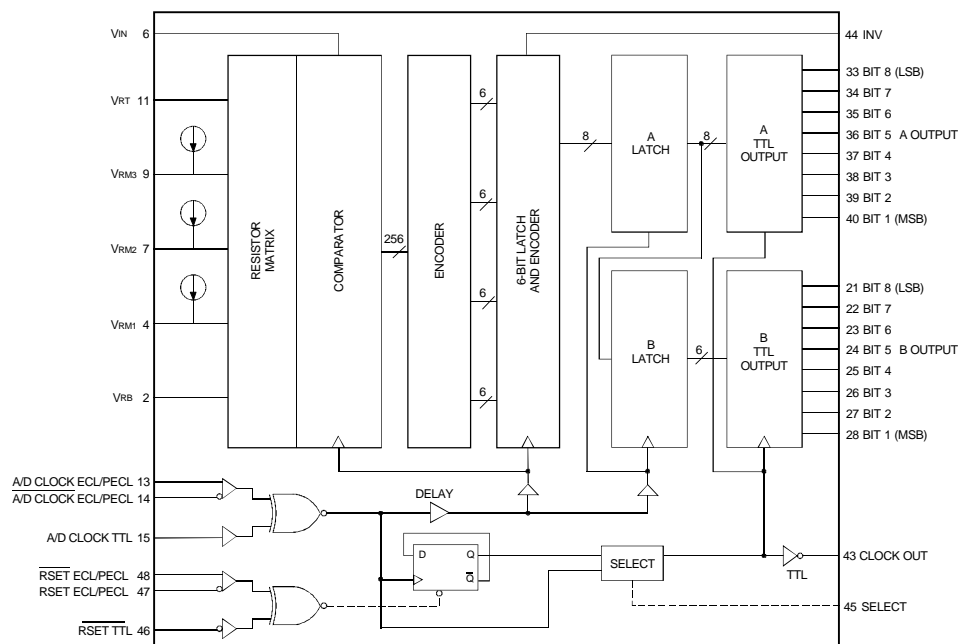 VIN 6
VRT 11
VRM3 9
VRM2 7
VRM1 4
VRB 2
A/D CLOCK ECL/PECL 13
A/D CLOCK ECL/PECL 14
A/D CLOCK TTL 15
RSET ECL/PECL 48
RSET ECL/PECL 47
RSET TTL 46
RESISTOR
MATRIX
COMPARATOR
256
ENCODER
6
6
6
6
6-BIT LATCH
AND ENCODER
8
A
LATCH
8
A
TTL
OUTPUT
B
LATCH
6
B
TTL
OUTPUT
DELAY
D
Q
Q
SELECT
TTL
44 INV
33 BIT 8 (LSB)
34 BIT 7
35 BIT 6
36 BIT 5 A OUTPUT
37 BIT 4
38 BIT 3
39 BIT 2
40 BIT 1 (MSB)
21 BIT 8 (LSB)
22 BIT 7
23 BIT 6
24 BIT 5 B OUTPUT
25 BIT 4
26 BIT 3
27 BIT 2
28 BIT 1 (MSB)
43 CLOCK OUT
45 SELECT